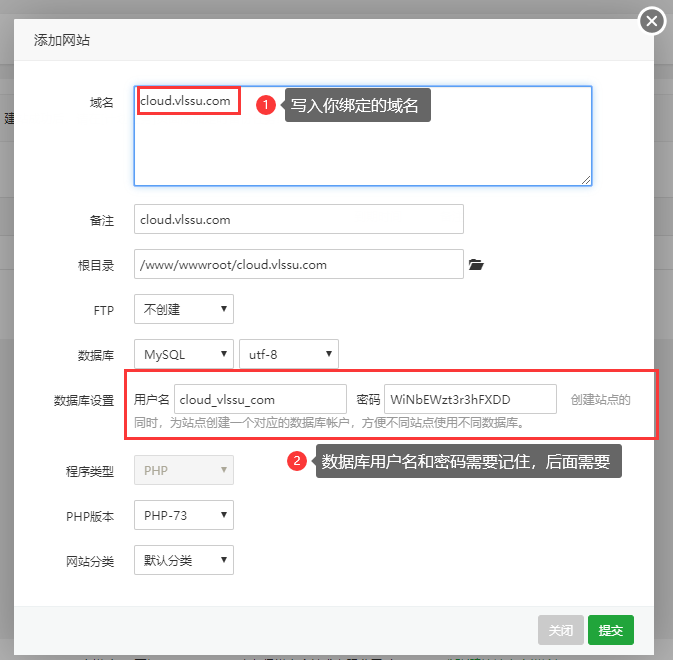 添加网站
建
域名
cloud.vlssu.com
1
写入你绑定的域名
备注
cloud.vlssu.com
根目录
/www/wwwroot/cloud.vlssu.com
FTP
不创建
数据库
MySQL
utf-8
数据库设置
用户名
cloud_vlssu_com
密码
WiNbEWzt3r3hFXDD
创建站点的
同时，为站点创建一个对应的数据库帐户，方便不同站点使用不同数据库。
2
数据库用户名和密码需要记住，后面需要
程序类型
PHP
PHP版本
PHP-73
网站分类
默认分类
关闭
提交